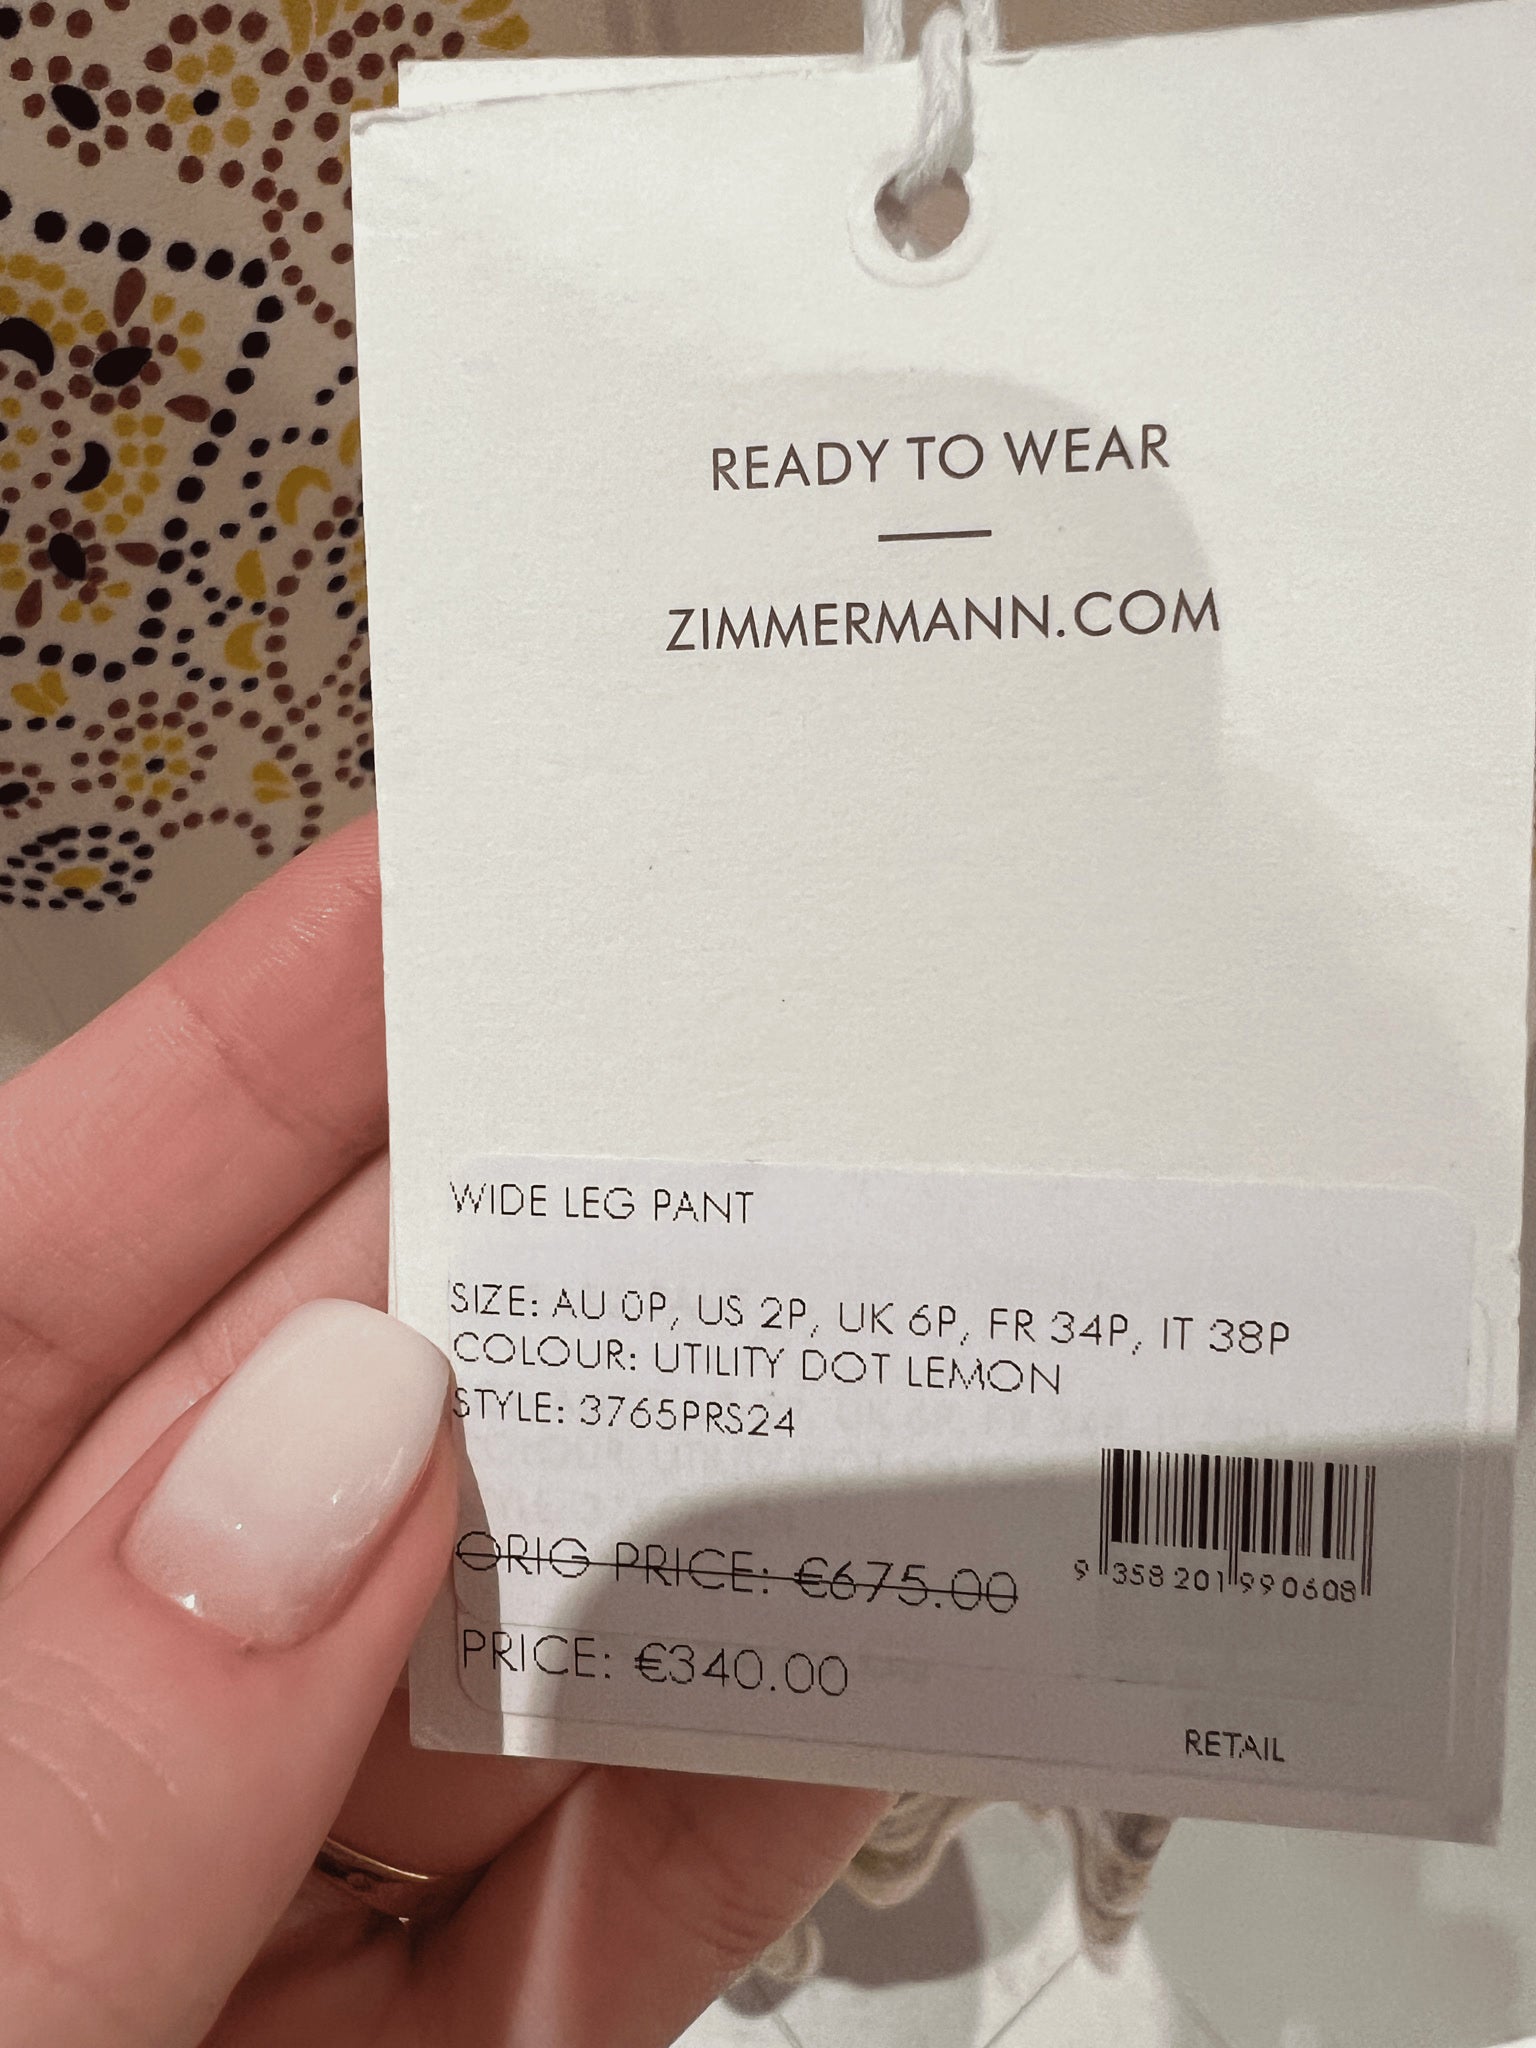 READY TO WEAR
ZIMMERMANN.COM
WIDE LEG PANT
SIZE: AU 0P, US 2P, UK 6P, FR 34P, IT 38P
COLOUR: UTILITY DOT LEMON
STYLE: 3765PRS24
ORIG PRICE: €675.00
9 358201 990608
PRICE: €340.00
RETAIL